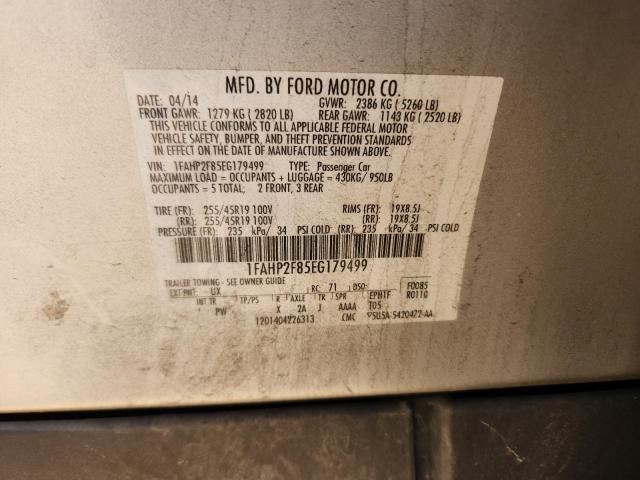 MFD. BY FORD MOTOR CO.
DATE: 04/14 GVWR: 2386 KG ( 5260 LB)
FRONT GAWR: 1279 KG ( 2820 LB) REAR GAWR: 1143 KG ( 2520 LB)
THIS VEHICLE CONFORMS TO ALL APPLICABLE FEDERAL MOTOR
VEHICLE SAFETY, BUMPER, AND THEFT PREVENTION STANDARDS
IN EFFECT ON THE DATE OF MANUFACTURE SHOWN ABOVE.
VIN: 1FAHP2F85EG179499 TYPE: Passenger Car
MAXIMUM LOAD = OCCUPANTS + LUGGAGE = 430KG/ 950LB
OCCUPANTS = 5 TOTAL; 2 FRONT, 3 REAR
TIRE (FR): 255/45R19 100V RIMS (FR): 19X8.5J
(RR): 255/45R19 100V (RR): 19X8.5J
PRESSURE (FR): 235 kPa/ 34 PSI COLD (RR): 235 kPa/ 34 PSI COLD
1FAHP2F85EG179499
TRAILER TOWING - SEE OWNER GUIDE F0085
EXT PNT: UX RC: 71 DSO: R0110
INT TR TP/PS R AXLE TR SPR EPHTF
PW X 2A J AAAA T05
1201404226313 CMC